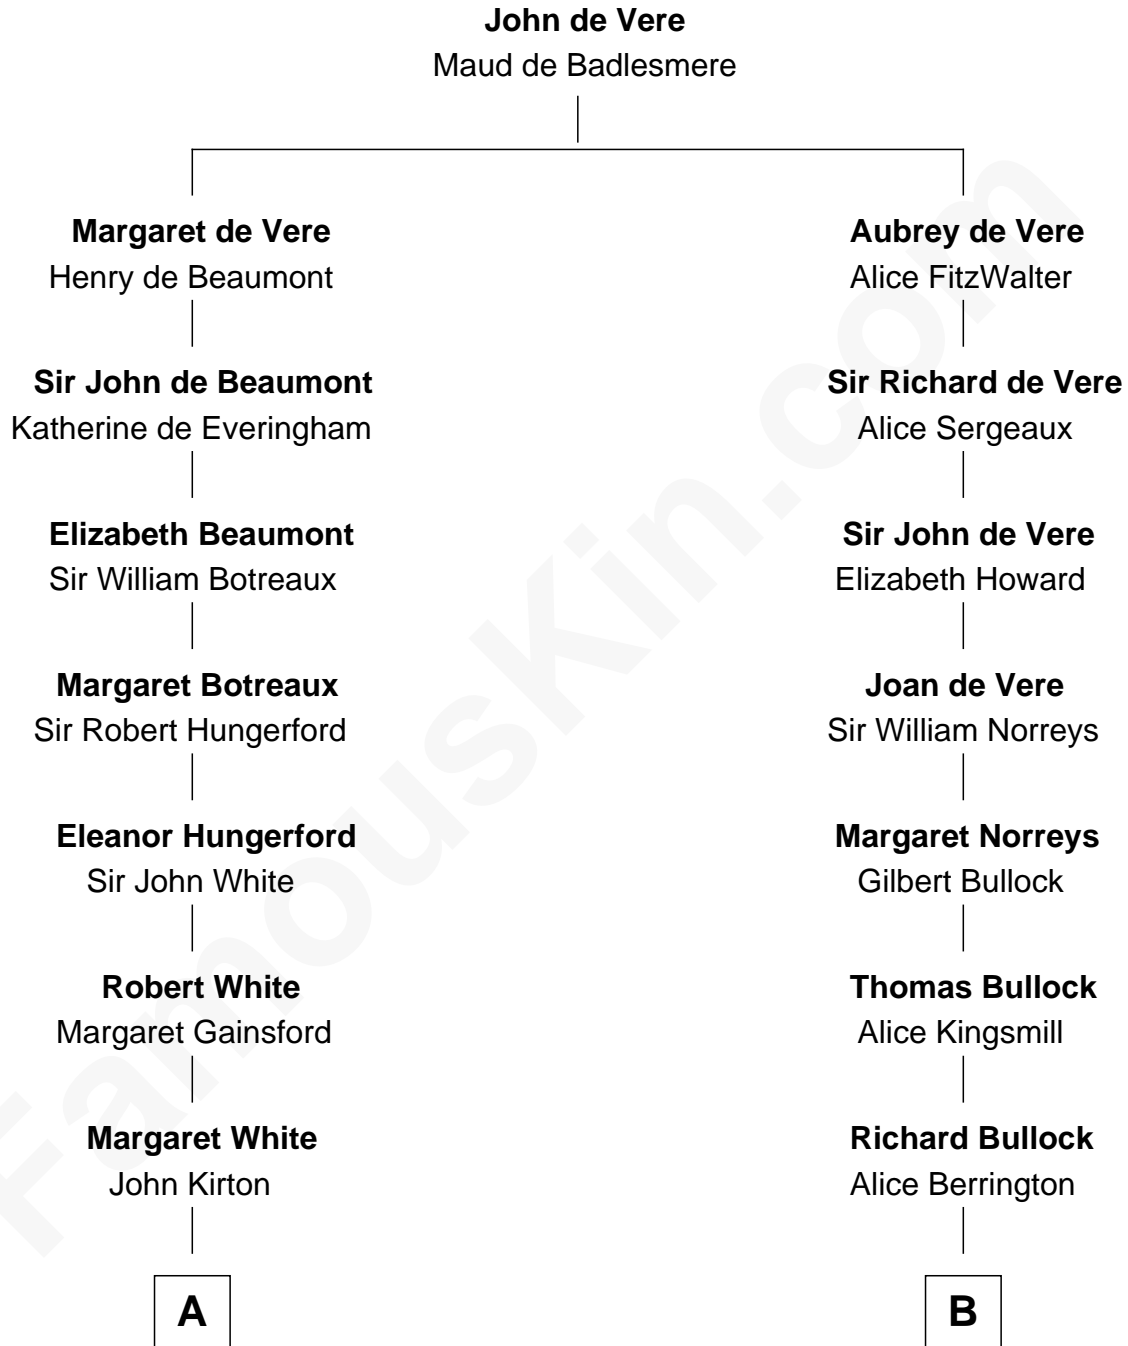 John de Vere
Maud de Badlesmere
Margaret de Vere
Henry de Beaumont
Aubrey de Vere
Alice FitzWalter
Sir John de Beaumont
Katherine de Everingham
Sir Richard de Vere
Alice Sergeaux
Elizabeth Beaumont
Sir William Botreaux
Sir John de Vere
Elizabeth Howard
Margaret Botreaux
Sir Robert Hungerford
Joan de Vere
Sir William Norreys
Eleanor Hungerford
Sir John White
Margaret Norreys
Gilbert Bullock
Robert White
Margaret Gainsford
Thomas Bullock
Alice Kingsmill
Margaret White
John Kirton
Richard Bullock
Alice Berrington
A
B
FamousKin.com